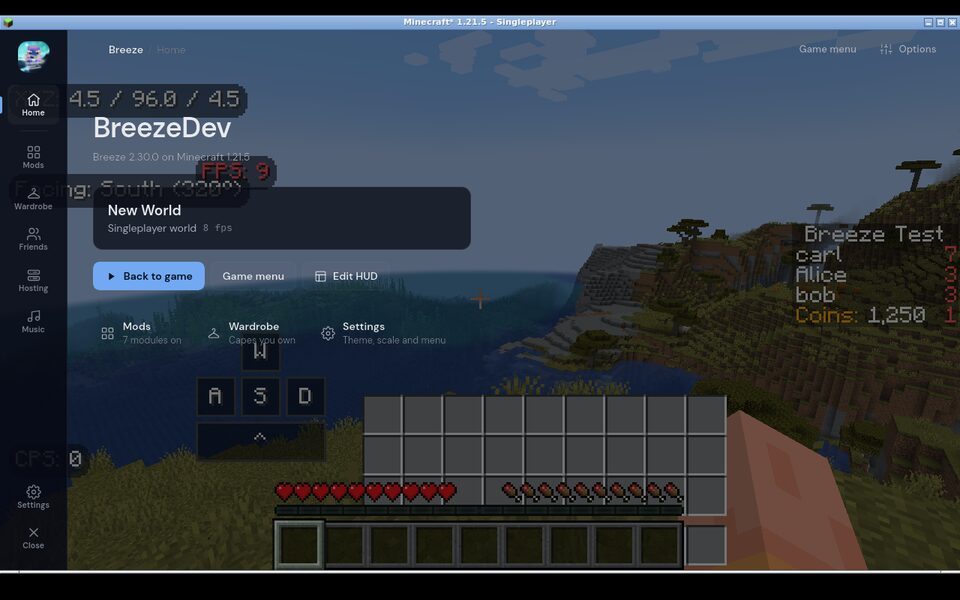 Minecraft* 1.21.5 - Singleplayer
Breeze / Home
Game menu
Options
Home
4.5 / 96.0 / 4.5
BreezeDev
Breeze 2.30.0 on Minecraft 1.21.5
FPS: 9
Mods
Facing: South (320°)
Wardrobe
New World
Singleplayer world 8 fps
Friends
Breeze Test
carl 7
Alice 3
bob 3
Coins: 1,250 1
Back to game
Game menu
Edit HUD
Hosting
Music
Mods
7 modules on
Wardrobe
Capes you own
Settings
Theme, scale and menu
W
A S D
^
CPS: 0
Settings
Close